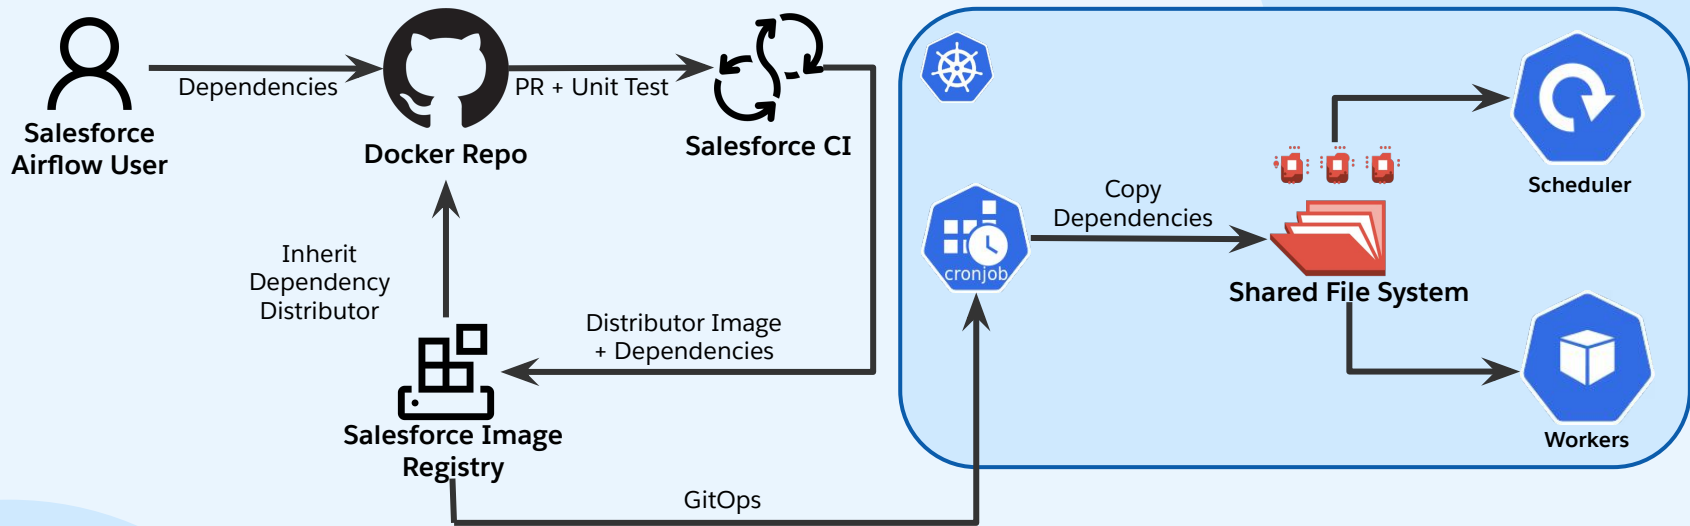 Salesforce
Airflow User
Dependencies
Docker Repo
PR + Unit Test
Salesforce CI
Inherit
Dependency
Distributor
Distributor Image
+ Dependencies
Salesforce Image
Registry
GitOps
cronjob
Copy
Dependencies
Shared File System
Scheduler
Workers